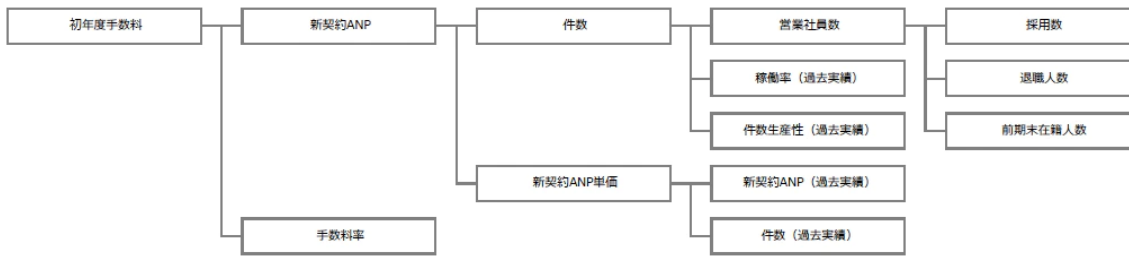 初年度手数料
新契約ANP
件数
営業社員数
採用数
稼働率（過去実績）
退職人数
件数生産性（過去実績）
前期末在籍人数
新契約ANP単価
新契約ANP（過去実績）
手数料率
件数（過去実績）